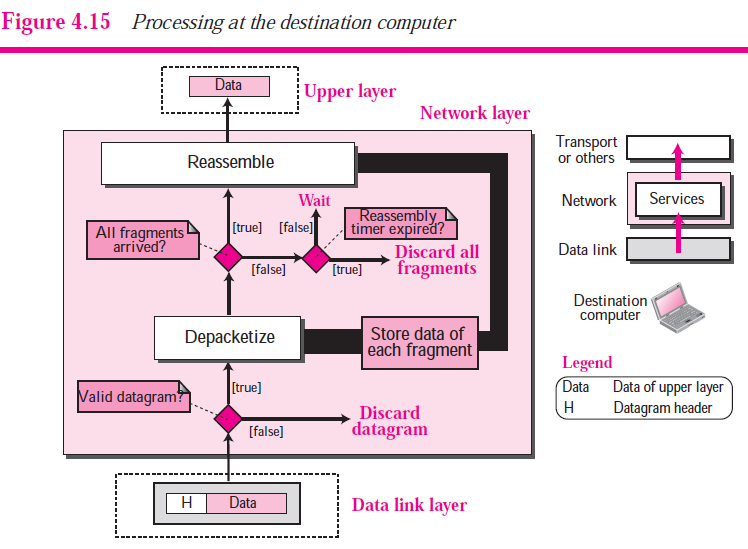 Figure 4.15 Processing at the destination computer
Data
Upper layer
Network layer
Reassemble
Wait
All fragments
arrived?
[true]
[false]
Reassembly
timer expired?
[false]
[true]
Discard all
fragments
Depacketize
Store data of
each fragment
Valid datagram?
[true]
[false]
Discard
datagram
H
Data
Data link layer
Transport
or others
Network
Services
Data link
Destination
computer
Legend
Data Data of upper layer
H Datagram header